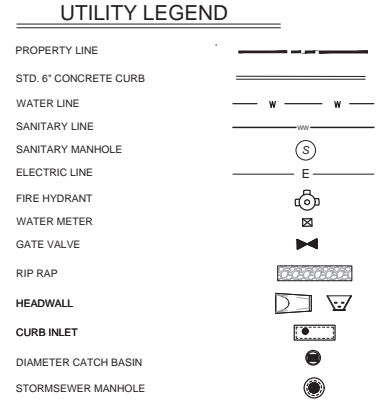 UTILITY LEGEND
PROPERTY LINE
STD. 6" CONCRETE CURB
WATER LINE W W
SANITARY LINE WW
SANITARY MANHOLE S
ELECTRIC LINE E
FIRE HYDRANT
WATER METER
GATE VALVE
RIP RAP
HEADWALL
CURB INLET
DIAMETER CATCH BASIN
STORMSEWER MANHOLE